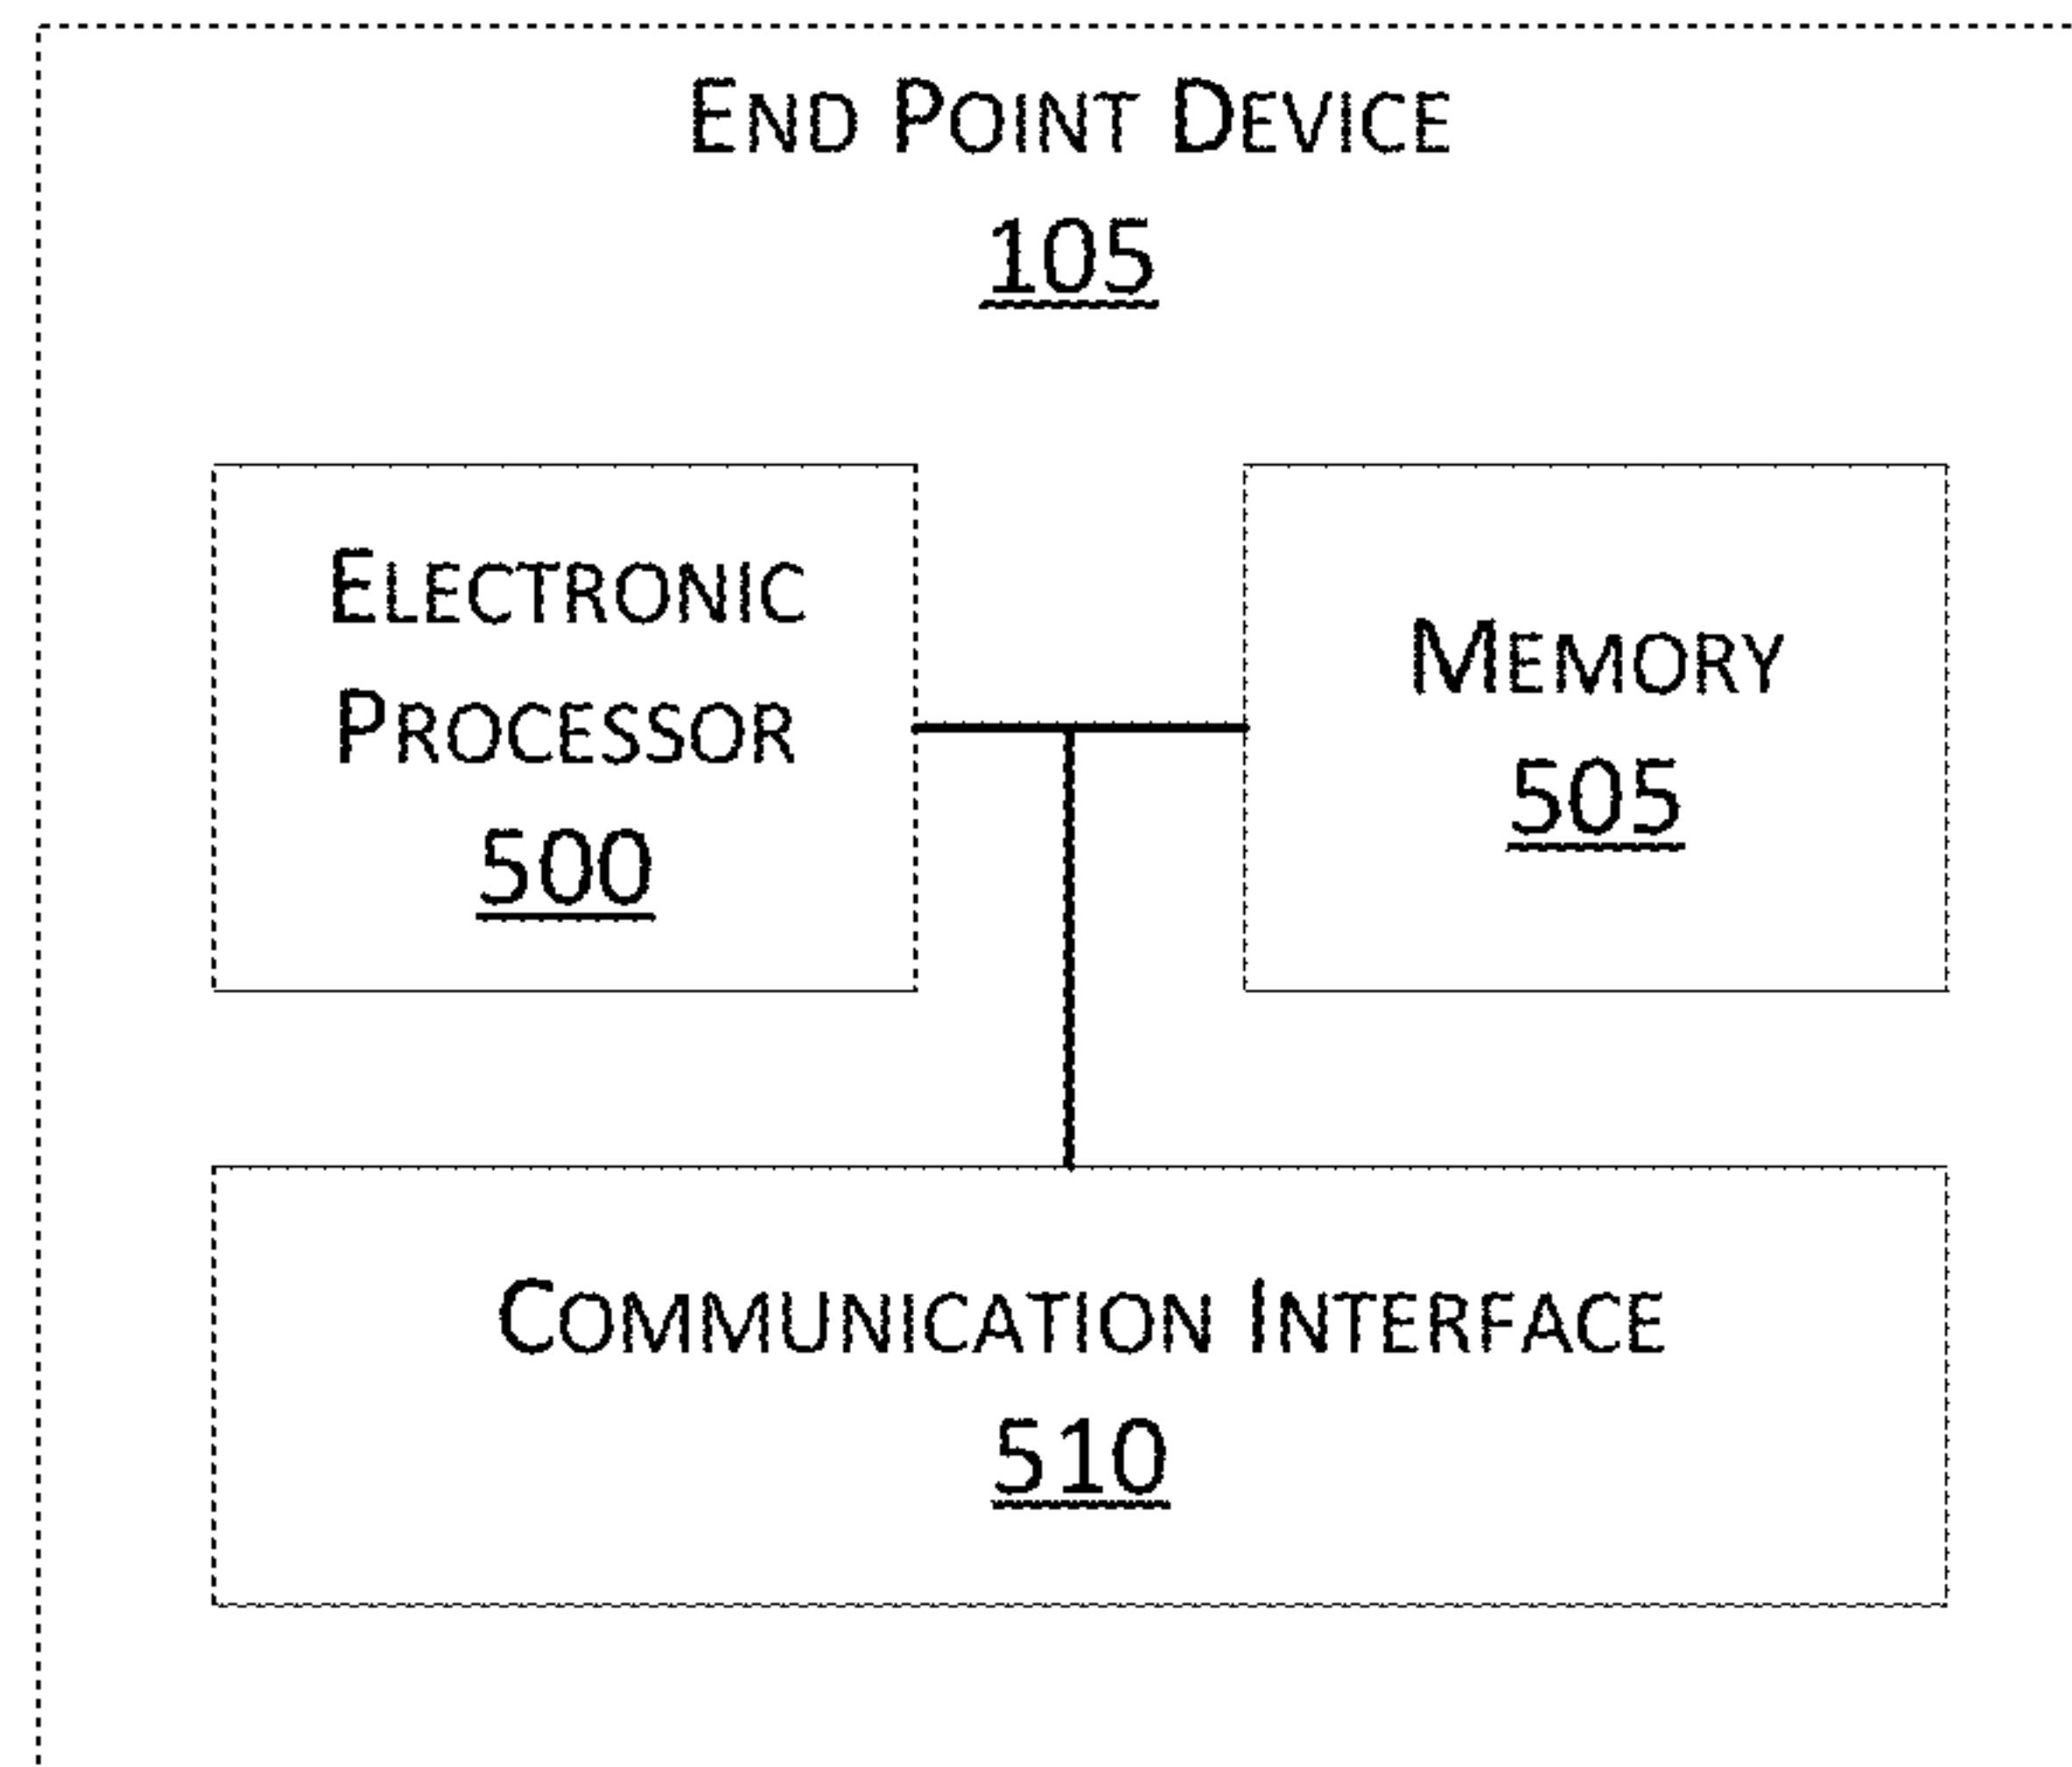 END POINT DEVICE
105
ELECTRONIC
PROCESSOR
500
MEMORY
505
COMMUNICATION INTERFACE
510